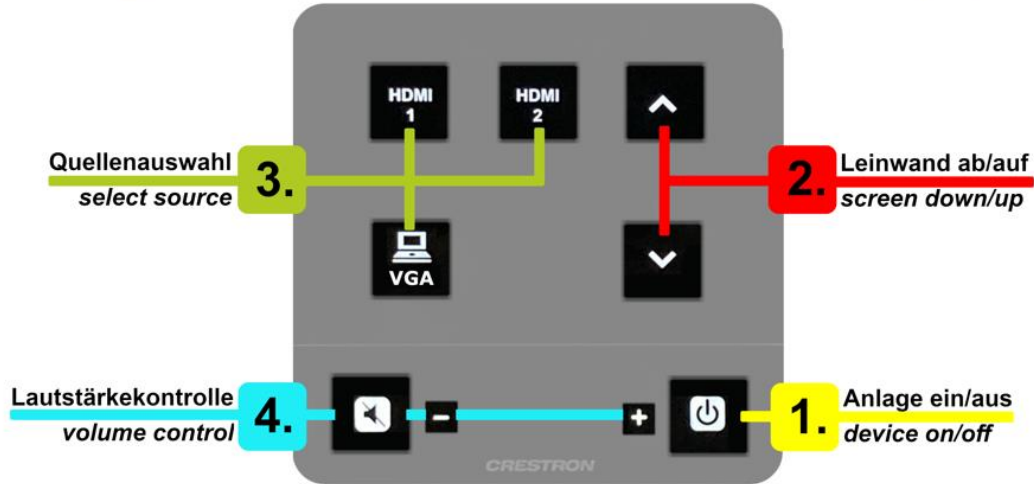 HDMI
1
HDMI
2
Quellenauswahl
select source
3.
2.
Leinwand ab/auf
screen down/up
VGA
Lautstärkekontrolle
volume control
4.
-
+
1.
Anlage ein/aus
device on/off
CRESTRON